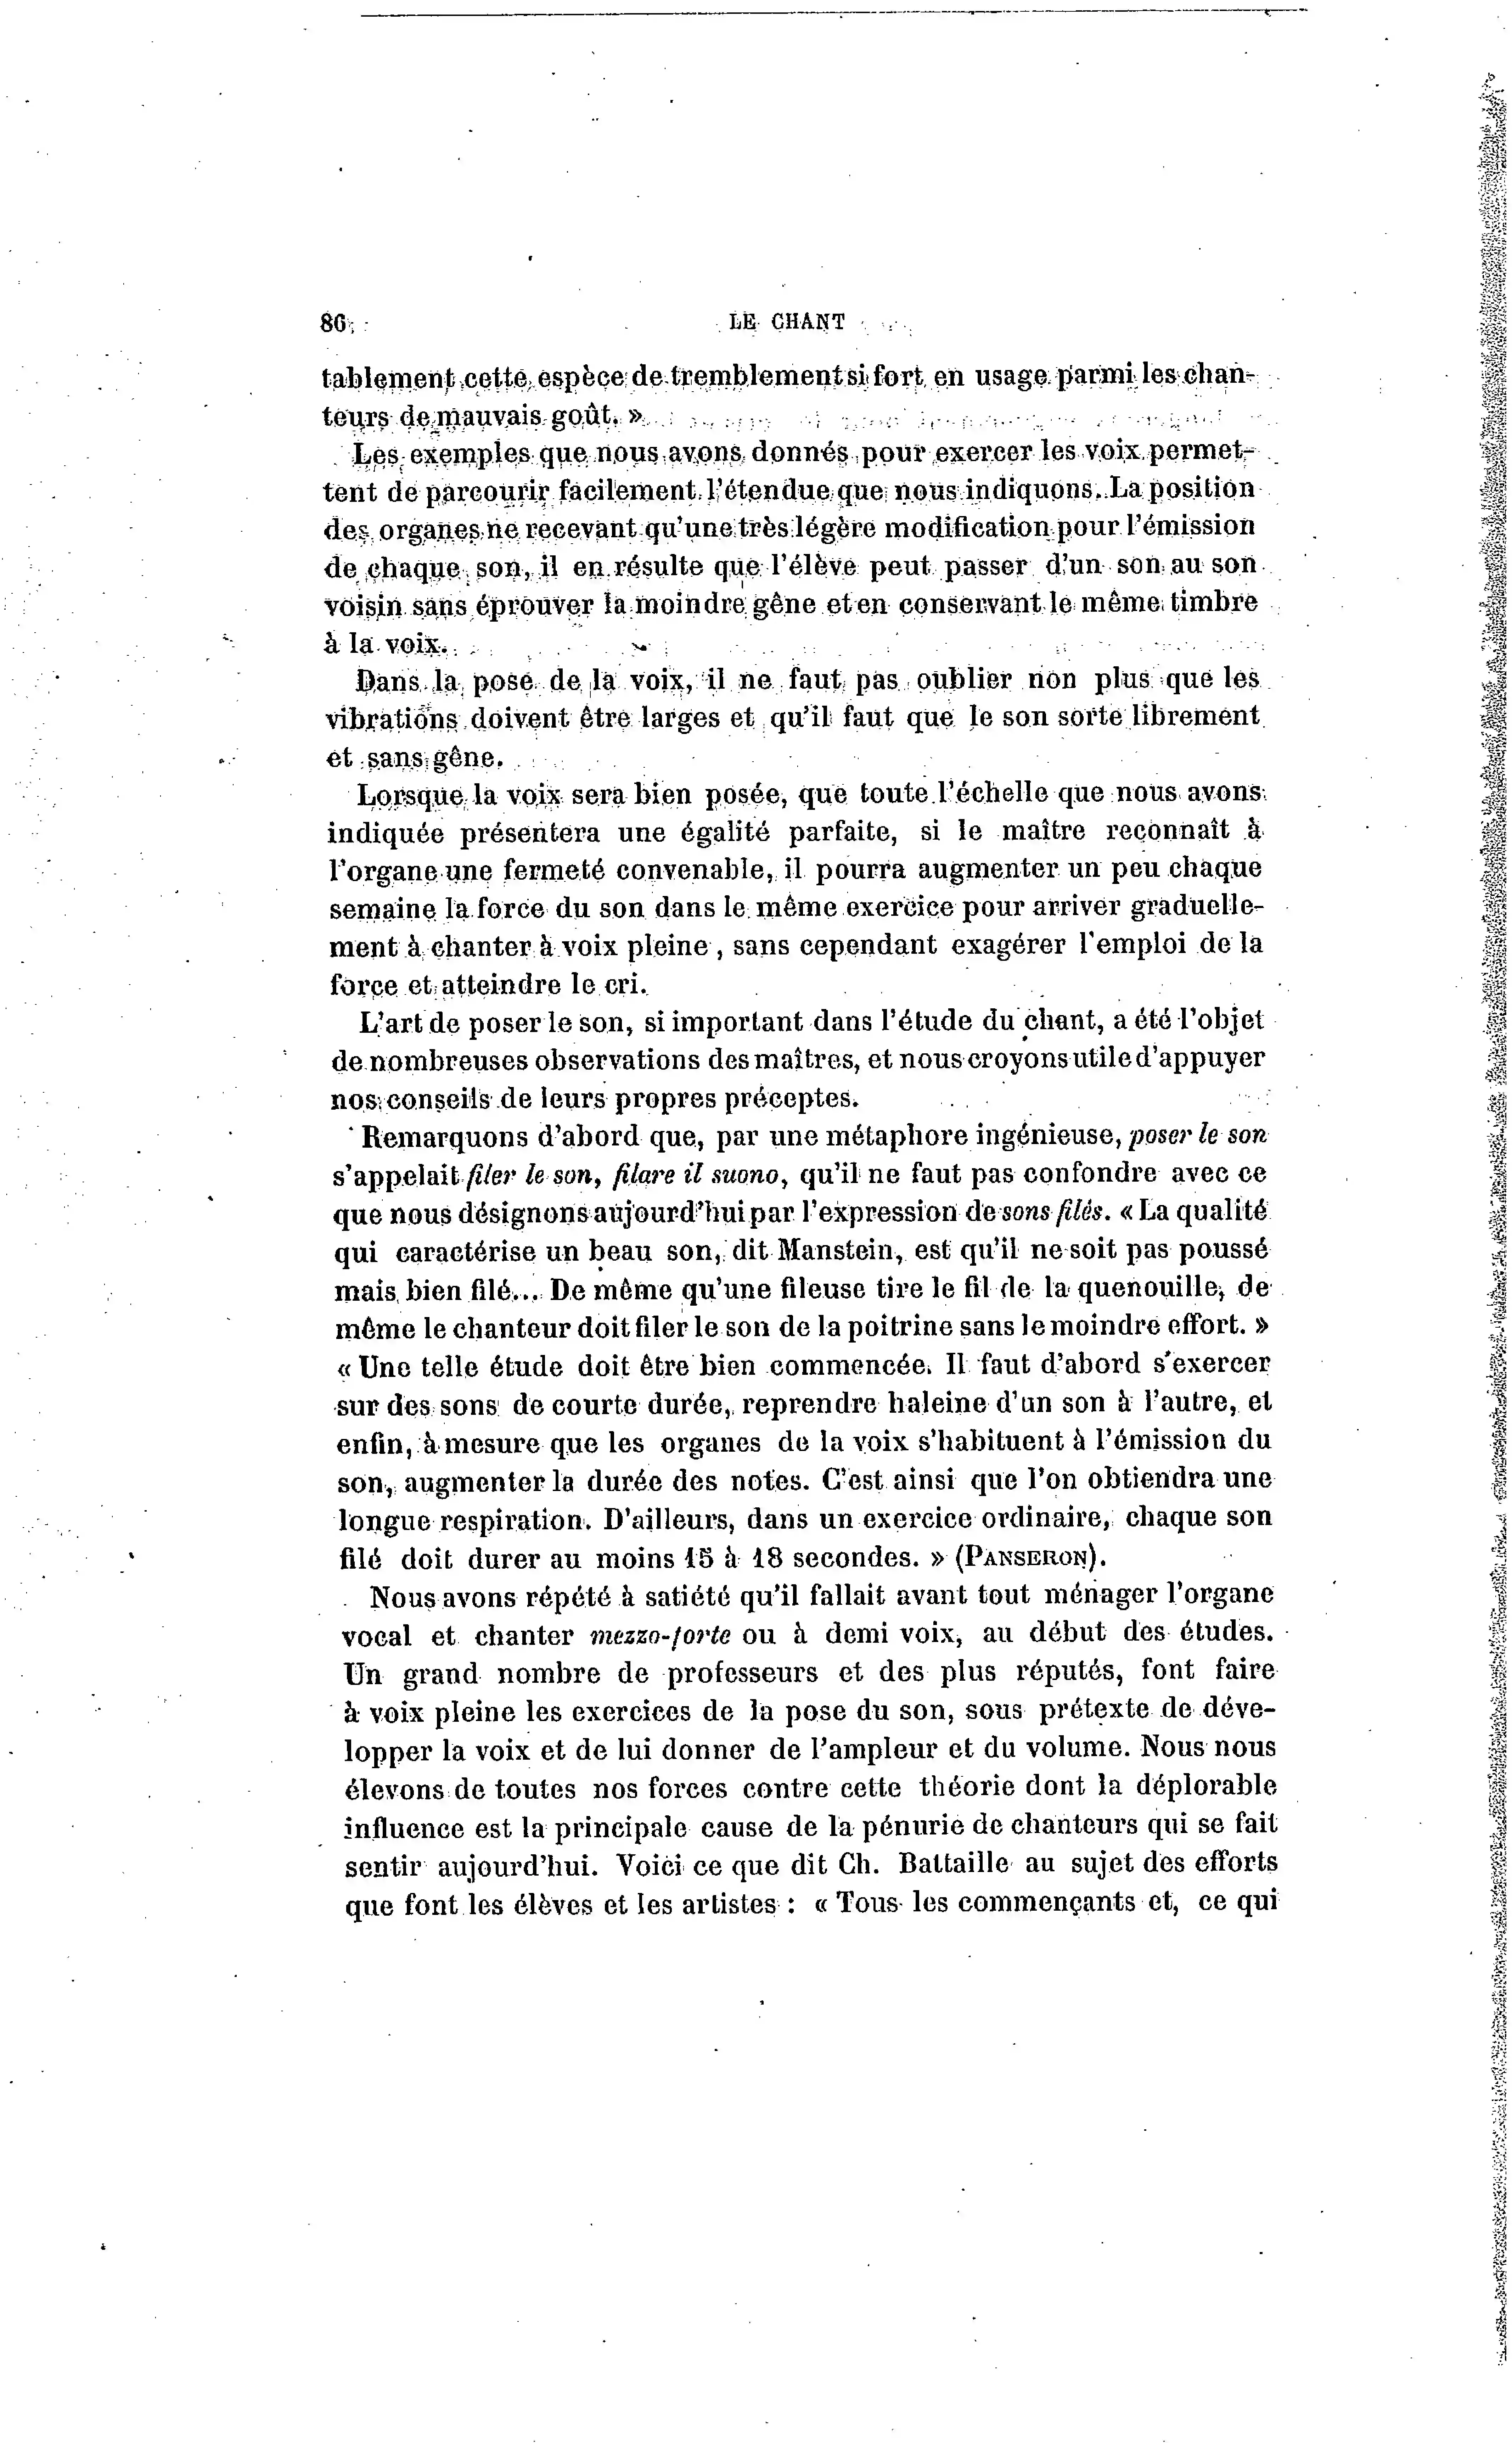 86 LE CHANT
tablement cette espèce de tremblement si fort en usage parmi les chan-
teurs de mauvais goût. »
Les exemples que nous avons donnés pour exercer les voix permet-
tent de parcourir facilement l'étendue que nous indiquons. La position
des organes ne recevant qu'une très légère modification pour l'émission
de chaque son, il en résulte que l'élève peut passer d'un son au son
voisin sans éprouver la moindre gêne et en conservant le même timbre
à la voix.
Dans la pose de la voix, il ne faut pas oublier non plus que les
vibrations doivent être larges et qu'il faut que le son sorte librement
et sans gêne.
Lorsque la voix sera bien posée, que toute l'échelle que nous avons
indiquée présentera une égalité parfaite, si le maître reconnaît à
l'organe une fermeté convenable, il pourra augmenter un peu chaque
semaine la force du son dans le même exercice pour arriver graduelle-
ment à chanter à voix pleine, sans cependant exagérer l'emploi de la
force et atteindre le cri.
L'art de poser le son, si important dans l'étude du chant, a été l'objet
de nombreuses observations des maîtres, et nous croyons utile d'appuyer
nos conseils de leurs propres préceptes.
Remarquons d'abord que, par une métaphore ingénieuse, poser le son
s'appelait filer le son, filare il suono, qu'il ne faut pas confondre avec ce
que nous désignons aujourd'hui par l'expression de sons filés. « La qualité
qui caractérise un beau son, dit Manstein, est qu'il ne soit pas poussé
mais bien filé... De même qu'une fileuse tire le fil de la quenouille, de
même le chanteur doit filer le son de la poitrine sans le moindre effort. »
« Une telle étude doit être bien commencée. Il faut d'abord s'exercer
sur des sons de courte durée, reprendre haleine d'un son à l'autre, et
enfin, à mesure que les organes de la voix s'habituent à l'émission du
son, augmenter la durée des notes. C'est ainsi que l'on obtiendra une
longue respiration. D'ailleurs, dans un exercice ordinaire, chaque son
filé doit durer au moins 15 à 18 secondes. » (PANSERON).
Nous avons répété à satiété qu'il fallait avant tout ménager l'organe
vocal et chanter mezzo-forte ou à demi voix, au début des études.
Un grand nombre de professeurs et des plus réputés, font faire
à voix pleine les exercices de la pose du son, sous prétexte de déve-
lopper la voix et de lui donner de l'ampleur et du volume. Nous nous
élevons de toutes nos forces contre cette théorie dont la déplorable
influence est la principale cause de la pénurie de chanteurs qui se fait
sentir aujourd'hui. Voici ce que dit Ch. Battaille au sujet des efforts
que font les élèves et les artistes : « Tous les commençants et, ce qui